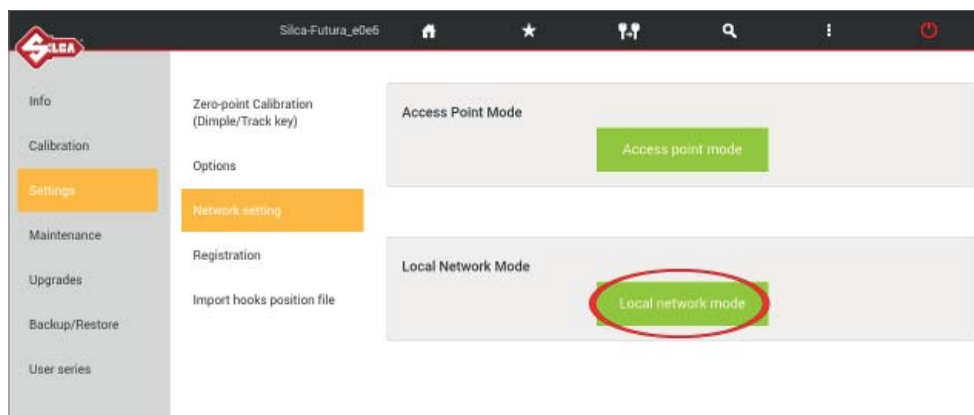 SILCA
Silca-Futura_e0e6
Info
Calibration
Settings
Maintenance
Upgrades
Backup/Restore
User series
Zero-point Calibration
(Dimple/Track key)
Options
Network setting
Registration
Import hooks position file
Access Point Mode
Access point mode
Local Network Mode
Local network mode